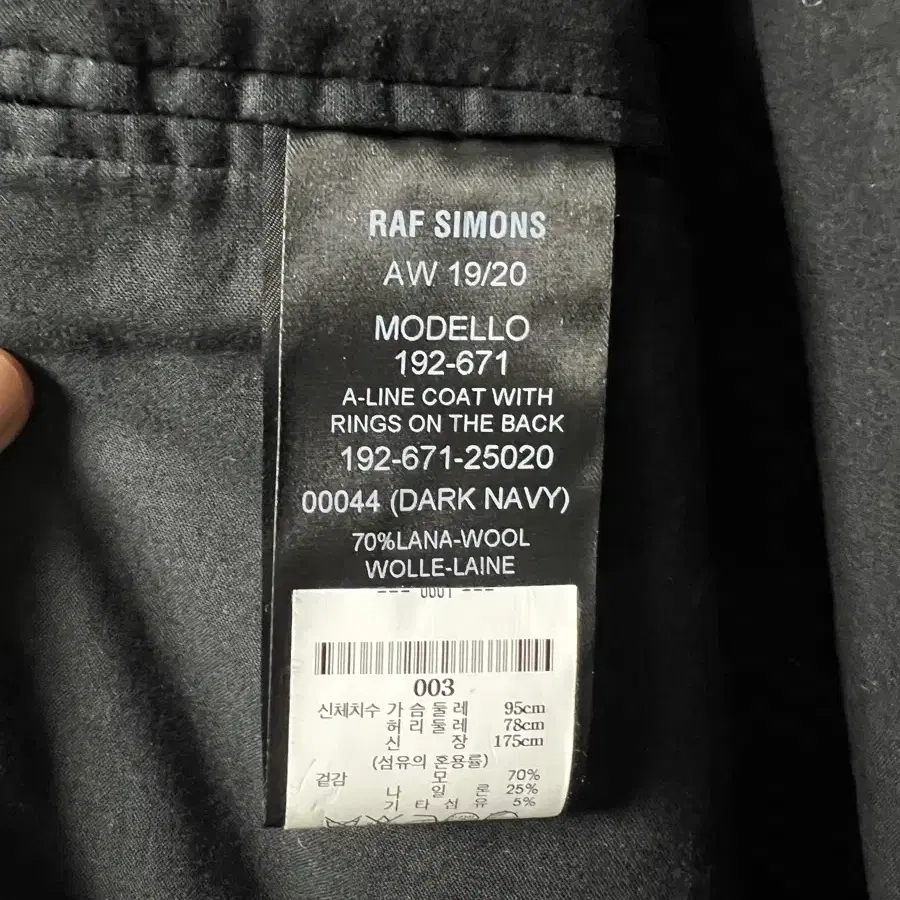 RAF SIMONS
AW 19/20
MODELLO
192-671
A-LINE COAT WITH
RINGS ON THE BACK
192-671-25020
00044 (DARK NAVY)
70%LANA-WOOL
WOLLE-LAINE
--- 0001 ---
003
신체치수 가 슴 둘 레 95cm
허 리 둘 레 78cm
신 장 175cm
(섬유의 혼용률)
겉감 모 70%
나 일 론 25%
기 타 섬 유 5%